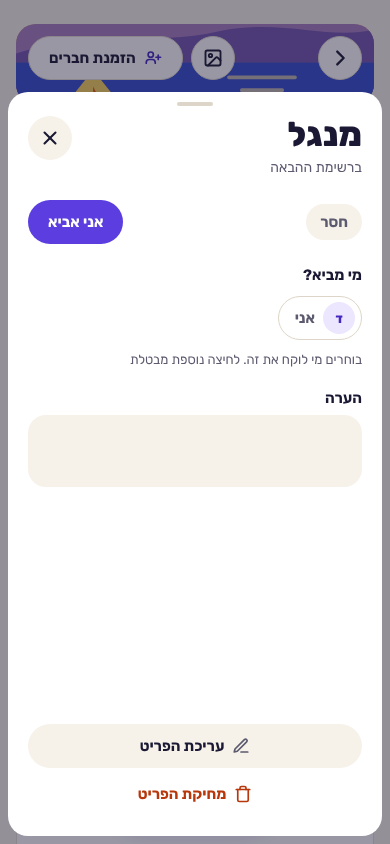 הזמנת חברים
מנגל
ברשימת ההבאה
חסר
אני אביא
מי מביא?
ד אני
בוחרים מי לוקח את זה. לחיצה נוספת מבטלת
הערה
עריכת הפריט
מחיקת הפריט